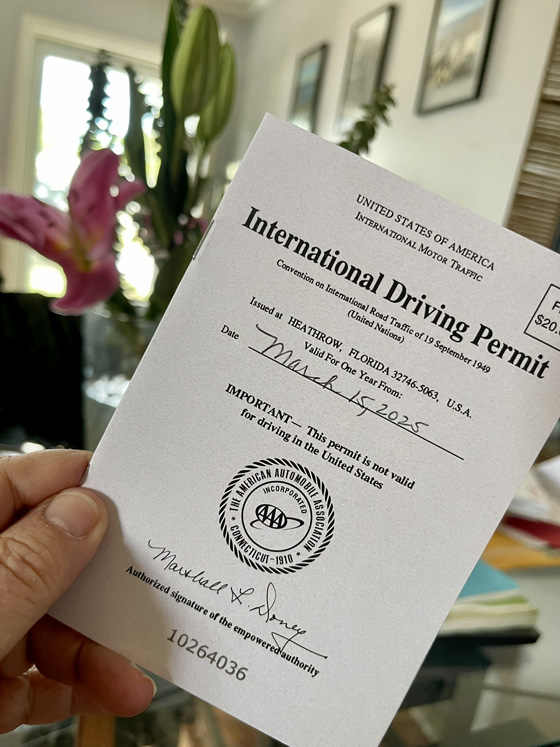 UNITED STATES OF AMERICA
INTERNATIONAL MOTOR TRAFFIC
International Driving Permit
Convention on International Road Traffic of 19 September 1949
(United Nations)
$20.
Issued at HEATHROW, FLORIDA 32746-5063, U.S.A.
Valid For One Year From:
Date March 15, 2025
IMPORTANT— This permit is not valid
for driving in the United States
THE AMERICAN AUTOMOBILE ASSOCIATION
INCORPORATED
AAA
CONNECTICUT-1910
Marshall L. Doney
Authorized signature of the empowered authority
10264036